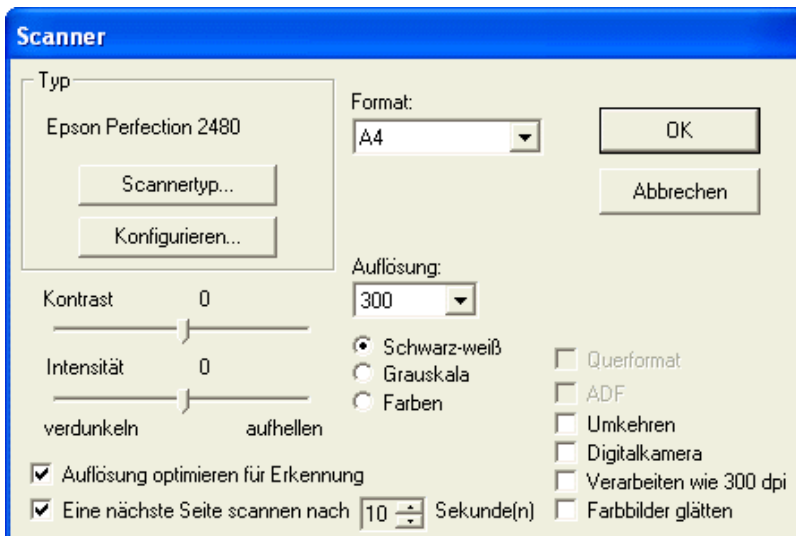 Scanner
Typ
Epson Perfection 2480
Scannertyp...
Konfigurieren...
Format:
A4
OK
Abbrechen
Auflösung:
300
Kontrast 0
Intensität 0
verdunkeln aufhellen
Schwarz-weiß
Grauskala
Farben
Querformat
ADF
Umkehren
Digitalkamera
Verarbeiten wie 300 dpi
Farbbilder glätten
Auflösung optimieren für Erkennung
Eine nächste Seite scannen nach 10 Sekunde(n)